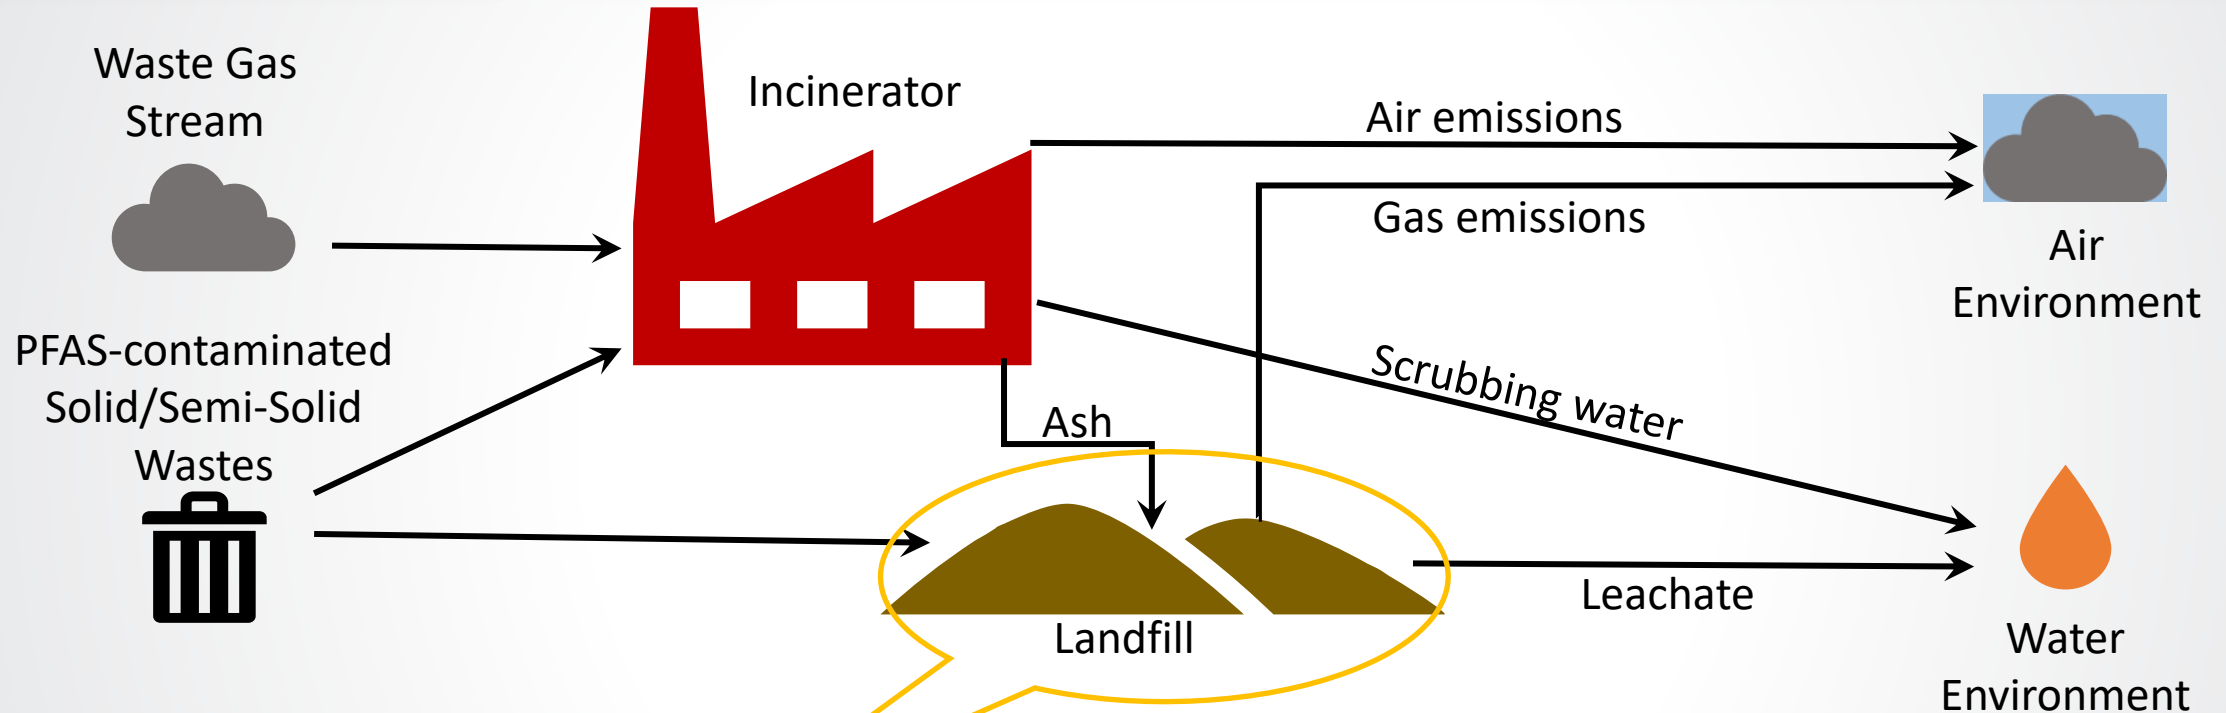 Waste Gas
Stream
Incinerator
Air emissions
Gas emissions
Air
Environment
PFAS-contaminated
Solid/Semi-Solid
Wastes
Scrubbing water
Ash
Landfill
Leachate
Water
Environment